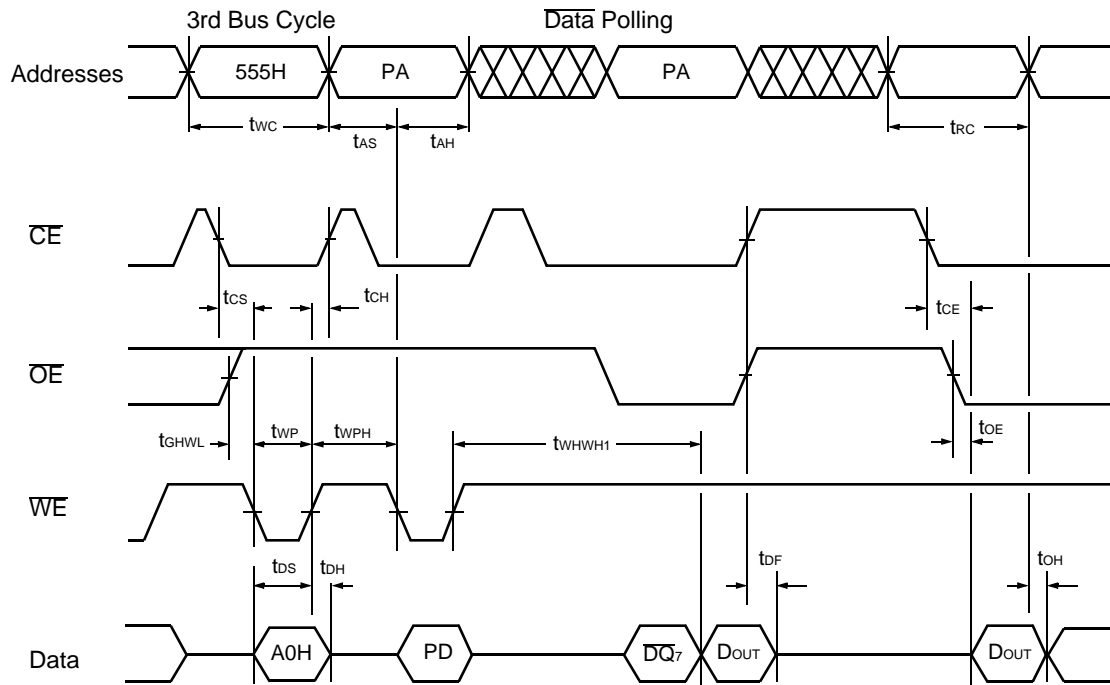 3rd Bus Cycle Data Polling
Addresses 555H PA PA
tWC tAS tAH tRC
CE
tCS tCH tCE
OE
tGHWL tWP tWPH tWHWH1 tOE
WE
tDS tDH tDF tOH
Data A0H PD DQ7 DOUT DOUT